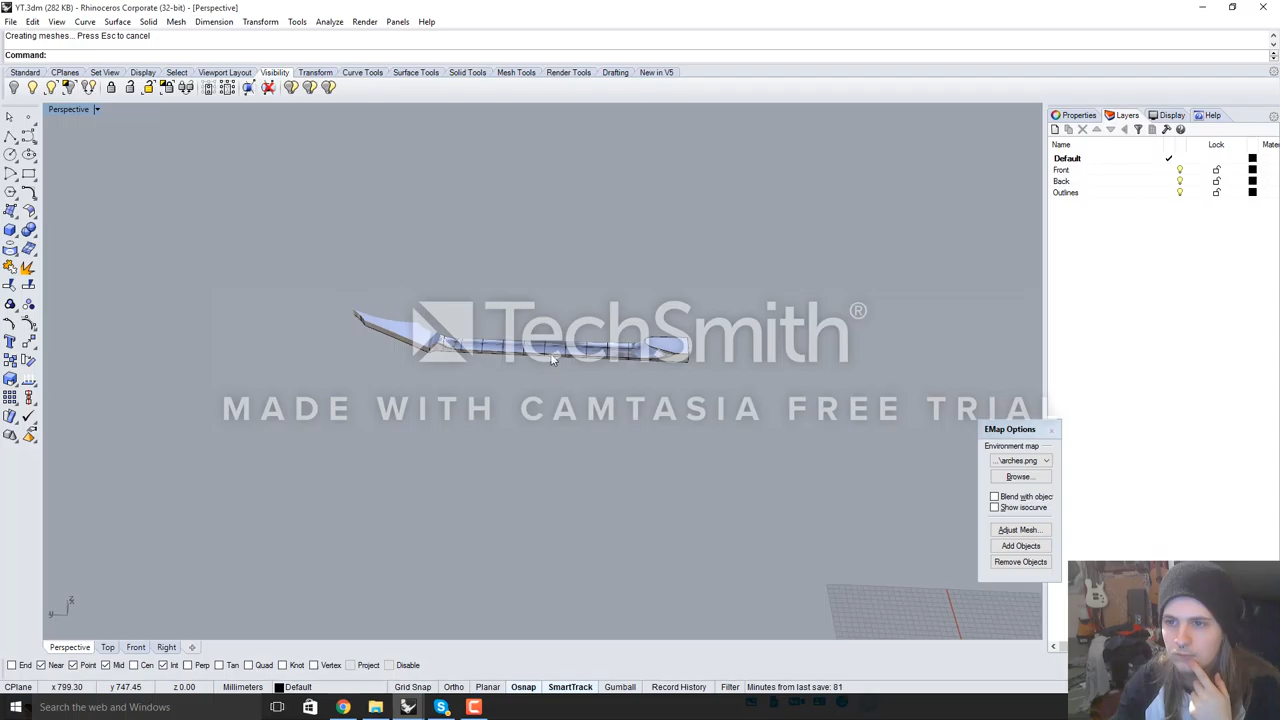 YT.3dm (282 KB) - Rhinoceros Corporate (32-bit) - [Perspective]
File Edit View Curve Surface Solid Mesh Dimension Transform Tools Analyze Render Panels Help
Creating meshes... Press Esc to cancel
Command:
Standard CPlanes Set View Display Select Viewport Layout Visibility Transform Curve Tools Surface Tools Solid Tools Mesh Tools Render Tools Drafting New in V5
Perspective
Properties Layers Display Help
Name Lock Mate
Default
Front
Back
Outlines
TechSmith®
MADE WITH CAMTASIA FREE TRIA
EMap Options
Environment map
...\arches.png
Browse...
Blend with objec
Show isocurve
Adjust Mesh...
Add Objects
Remove Objects
z
y
Perspective Top Front Right
End Near Point Mid Cen Int Perp Tan Quad Knot Vertex Project Disable
CPlane x 799.30 y 747.45 z 0.00 Millimeters Default Grid Snap Ortho Planar Osnap SmartTrack Gumball Record History Filter Minutes from last save: 81
Search the web and Windows